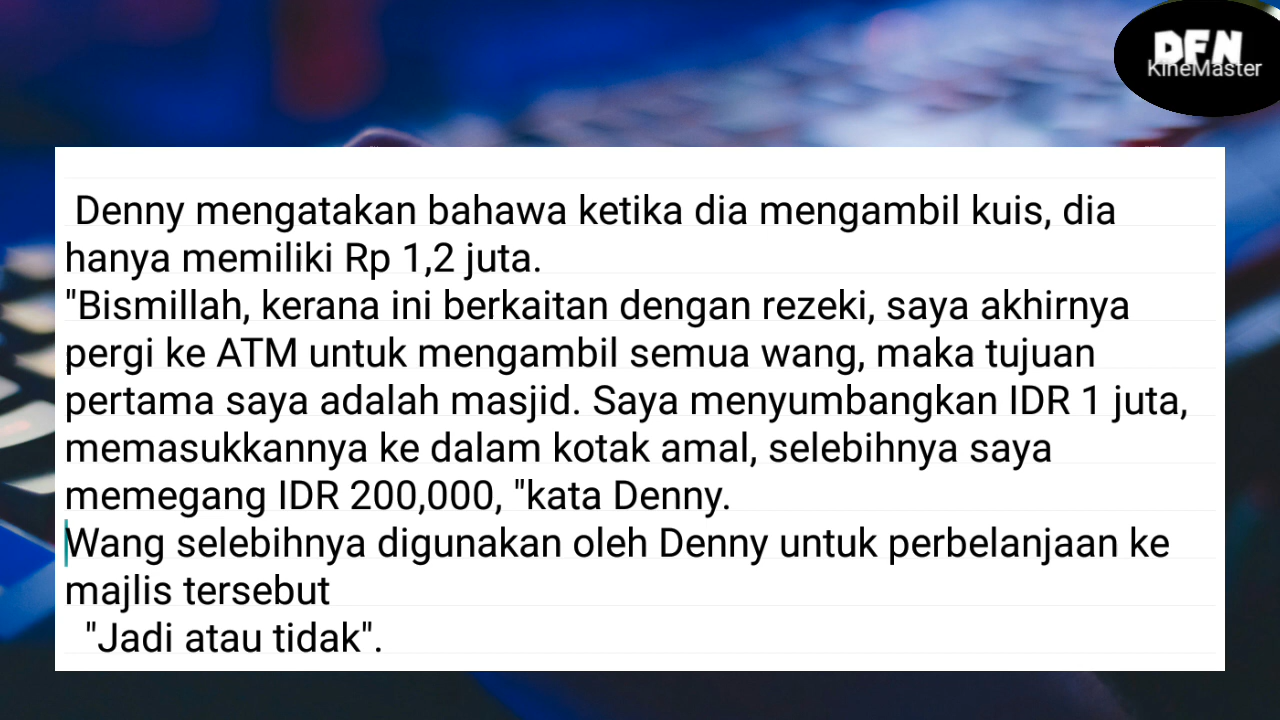 DFN
KineMaster
Denny mengatakan bahawa ketika dia mengambil kuis, dia
hanya memiliki Rp 1,2 juta.
"Bismillah, kerana ini berkaitan dengan rezeki, saya akhirnya
pergi ke ATM untuk mengambil semua wang, maka tujuan
pertama saya adalah masjid. Saya menyumbangkan IDR 1 juta,
memasukkannya ke dalam kotak amal, selebihnya saya
memegang IDR 200,000, "kata Denny.
Wang selebihnya digunakan oleh Denny untuk perbelanjaan ke
majlis tersebut
"Jadi atau tidak".